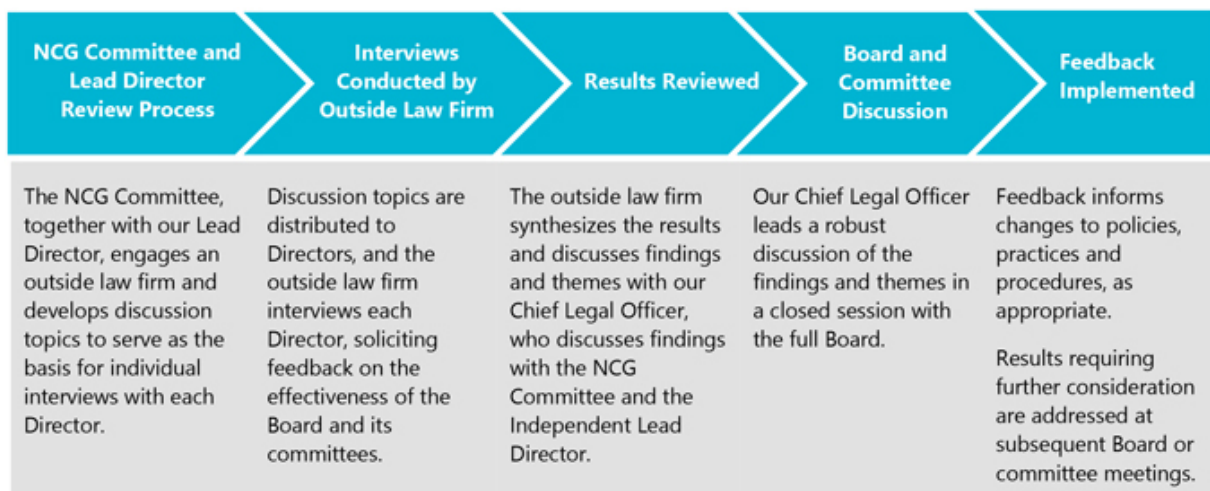 NCG Committee and
Lead Director
Review Process
Interviews
Conducted by
Outside Law Firm
Results Reviewed
Board and
Committee
Discussion
Feedback
Implemented
The NCG Committee,
together with our Lead
Director, engages an
outside law firm and
develops discussion
topics to serve as the
basis for individual
interviews with each
Director.
Discussion topics are
distributed to
Directors, and the
outside law firm
interviews each
Director, soliciting
feedback on the
effectiveness of the
Board and its
committees.
The outside law firm
synthesizes the results
and discusses findings
and themes with our
Chief Legal Officer,
who discusses findings
with the NCG
Committee and the
Independent Lead
Director.
Our Chief Legal Officer
leads a robust
discussion of the
findings and themes in
a closed session with
the full Board.
Feedback informs
changes to policies,
practices and
procedures, as
appropriate.
Results requiring
further consideration
are addressed at
subsequent Board or
committee meetings.